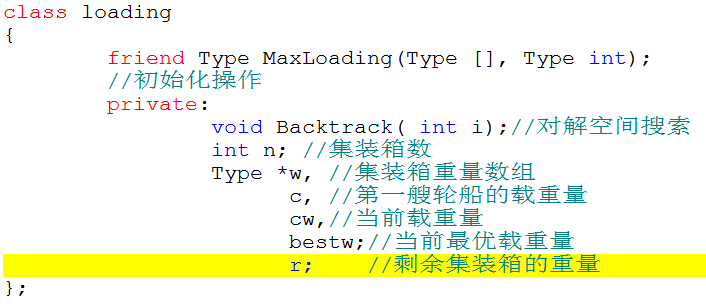 class loading
{
friend Type MaxLoading(Type [], Type int);
//初始化操作
private:
void Backtrack( int i);//对解空间搜索
int n; //集装箱数
Type *w, //集装箱重量数组
c, //第一艘轮船的载重量
cw,//当前载重量
bestw;//当前最优载重量
r; //剩余集装箱的重量
};